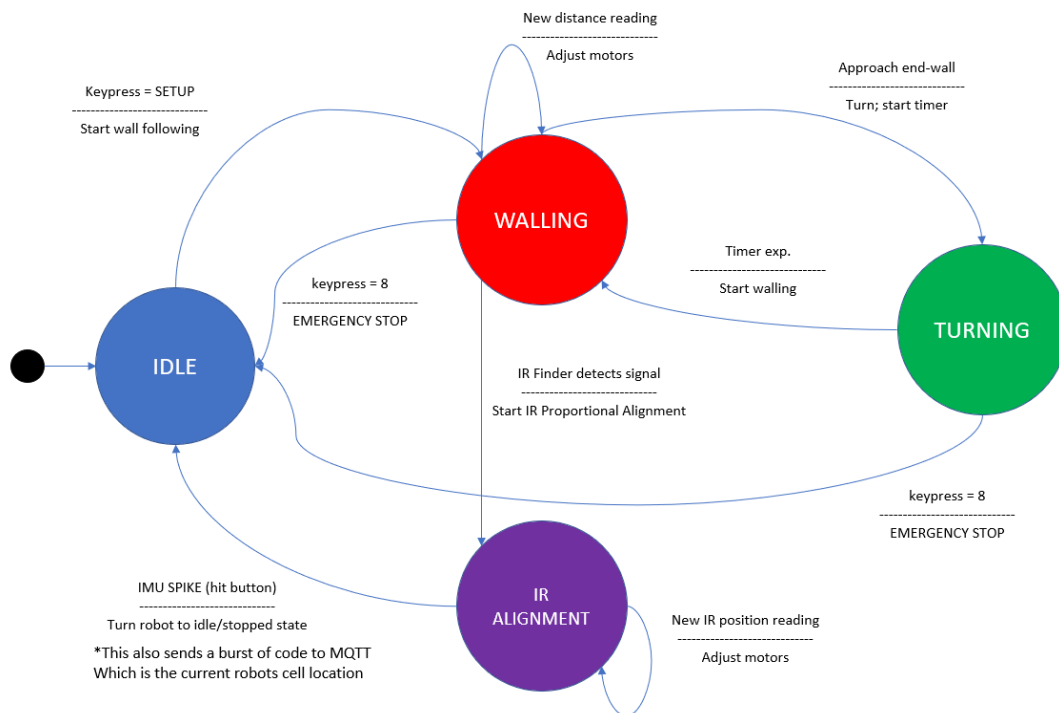 New distance reading
--------------------------------
Adjust motors
Keypress = SETUP
--------------------------------
Start wall following
Approach end-wall
--------------------------------
Turn; start timer
WALLING
Timer exp.
--------------------------------
Start walling
keypress = 8
--------------------------------
EMERGENCY STOP
TURNING
IDLE
IR Finder detects signal
--------------------------------
Start IR Proportional Alignment
keypress = 8
--------------------------------
EMERGENCY STOP
IR
ALIGNMENT
IMU SPIKE (hit button)
--------------------------------
Turn robot to idle/stopped state
*This also sends a burst of code to MQTT
Which is the current robots cell location
New IR position reading
--------------------------------
Adjust motors